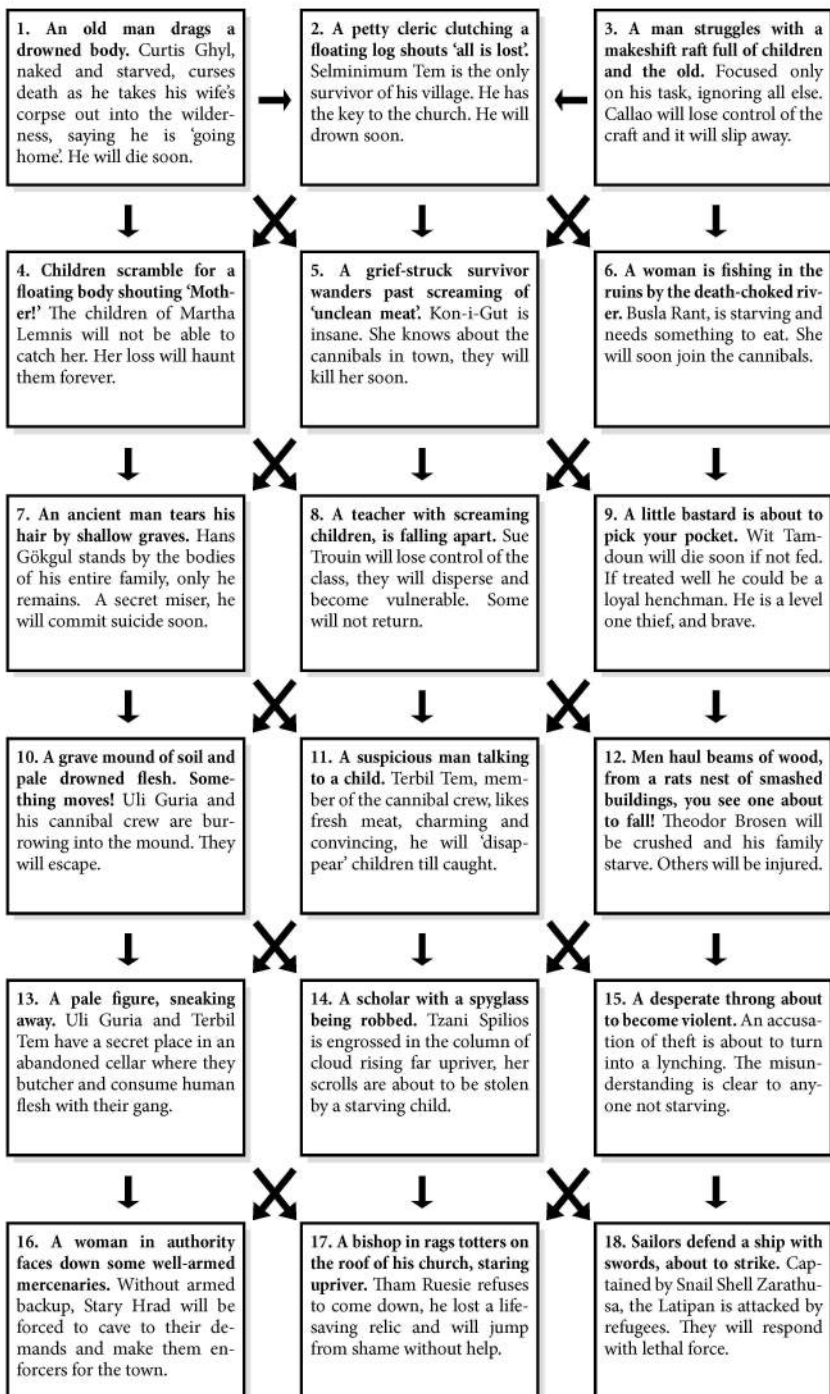 1. An old man drags a
drowned body. Curtis Ghyl,
naked and starved, curses
death as he takes his wife's
corpse out into the wilder-
ness, saying he is 'going
home'. He will die soon.
2. A petty cleric clutching a
floating log shouts 'all is lost'.
Selminimum Tem is the only
survivor of his village. He has
the key to the church. He will
drown soon.
3. A man struggles with a
makeshift raft full of children
and the old. Focused only
on his task, ignoring all else.
Callao will lose control of the
craft and it will slip away.
4. Children scramble for a
floating body shouting 'Moth-
er!' The children of Martha
Lemnis will not be able to
catch her. Her loss will haunt
them forever.
5. A grief-struck survivor
wanders past screaming of
'unclean meat'. Kon-i-Gut is
insane. She knows about the
cannibals in town, they will
kill her soon.
6. A woman is fishing in the
ruins by the death-choked riv-
er. Busla Rant, is starving and
needs something to eat. She
will soon join the cannibals.
7. An ancient man tears his
hair by shallow graves. Hans
Gökgul stands by the bodies
of his entire family, only he
remains. A secret miser, he
will commit suicide soon.
8. A teacher with screaming
children, is falling apart. Sue
Trouin will lose control of the
class, they will disperse and
become vulnerable. Some
will not return.
9. A little bastard is about to
pick your pocket. Wit Tam-
doun will die soon if not fed.
If treated well he could be a
loyal henchman. He is a level
one thief, and brave.
10. A grave mound of soil and
pale drowned flesh. Some-
thing moves! Uli Guria and
his cannibal crew are bur-
rowing into the mound. They
will escape.
11. A suspicious man talking
to a child. Terbil Tem, mem-
ber of the cannibal crew, likes
fresh meat, charming and
convincing, he will 'disap-
pear' children till caught.
12. Men haul beams of wood,
from a rats nest of smashed
buildings, you see one about
to fall! Theodor Brosen will
be crushed and his family
starve. Others will be injured.
13. A pale figure, sneaking
away. Uli Guria and Terbil
Tem have a secret place in an
abandoned cellar where they
butcher and consume human
flesh with their gang.
14. A scholar with a spyglass
being robbed. Tzani Spilios
is engrossed in the column of
cloud rising far upriver, her
scrolls are about to be stolen
by a starving child.
15. A desperate throng about
to become violent. An accusa-
tion of theft is about to turn
into a lynching. The misun-
derstanding is clear to any-
one not starving.
16. A woman in authority
faces down some well-armed
mercenaries. Without armed
backup, Stary Hrad will be
forced to cave to their de-
mands and make them en-
forcers for the town.
17. A bishop in rags totters on
the roof of his church, staring
upriver. Tham Ruesie refuses
to come down, he lost a life-
saving relic and will jump
from shame without help.
18. Sailors defend a ship with
swords, about to strike. Cap-
tained by Snail Shell Zarathu-
sa, the Latipan is attacked by
refugees. They will respond
with lethal force.